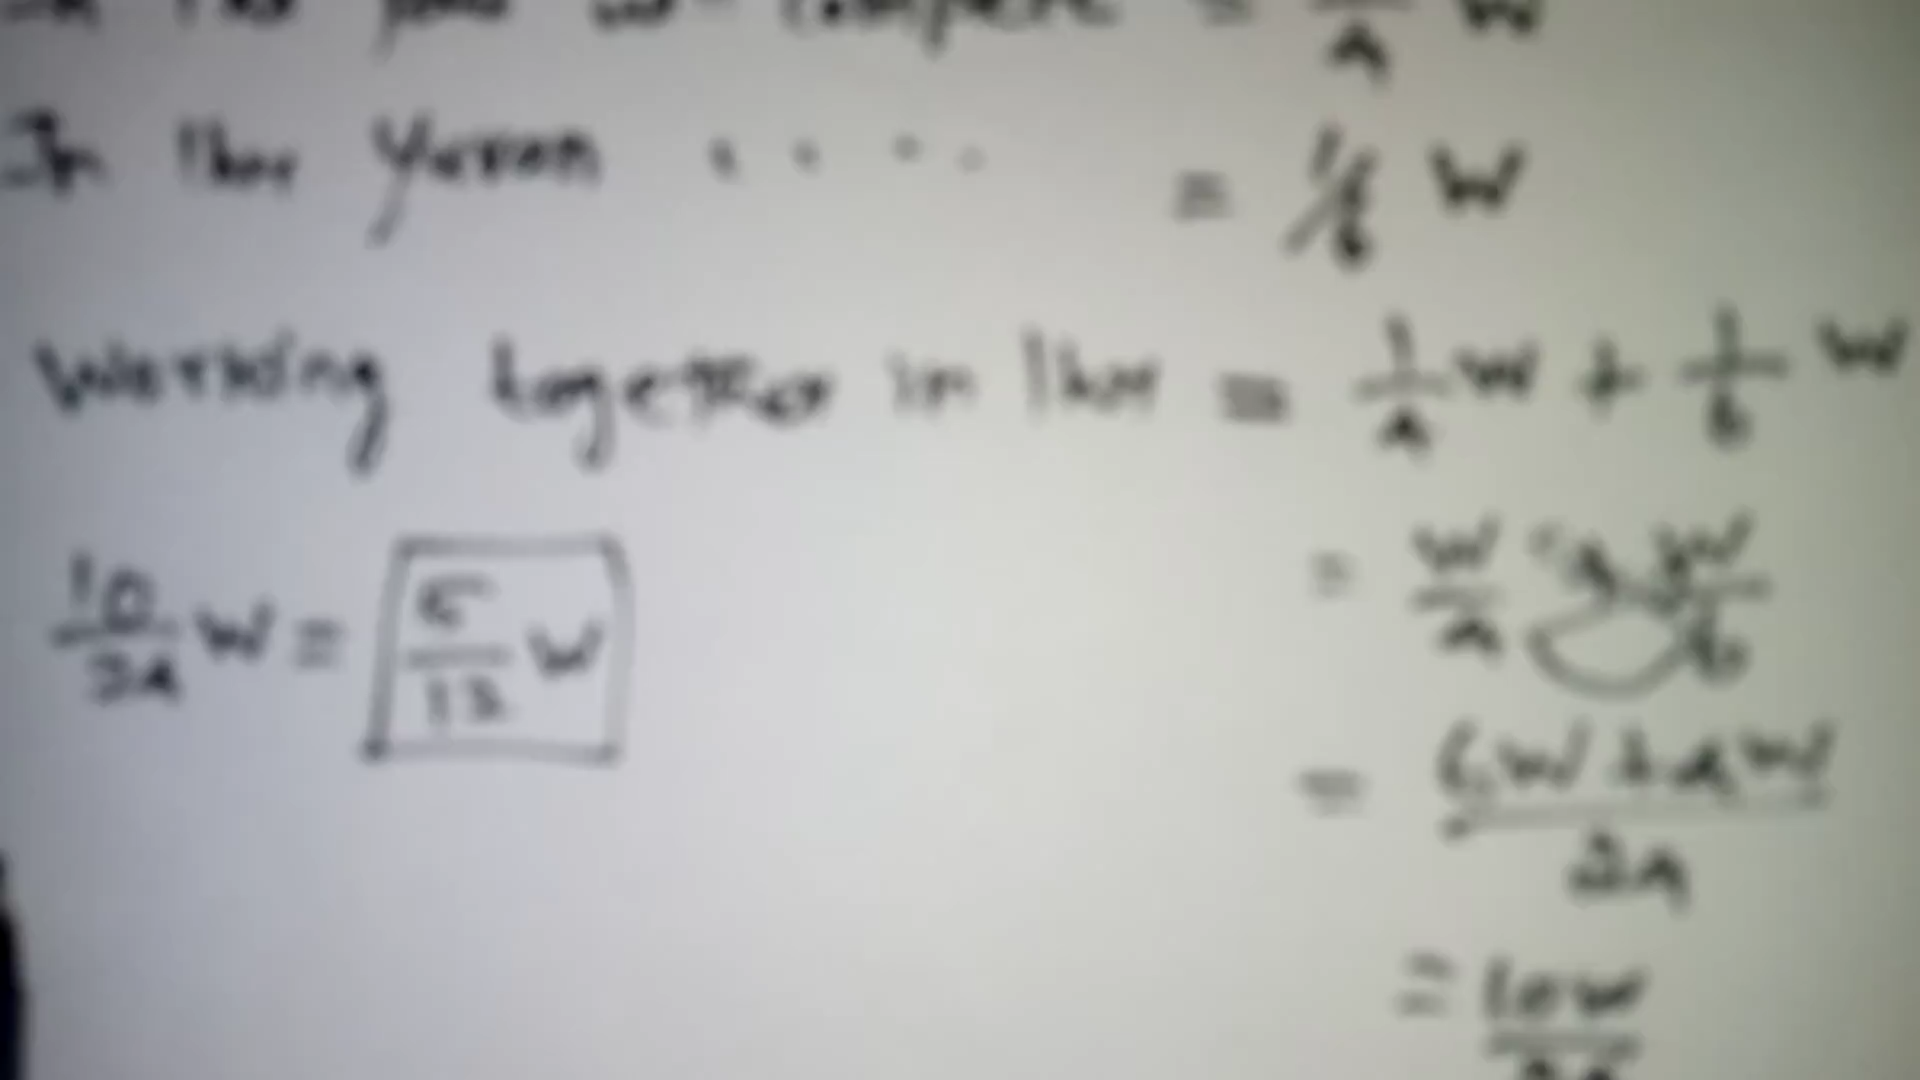 In 1hr Yuvan . . . . = 1/6 W
Working together in 1hr = 1/4 W + 1/6 W
= W/4 + W/6
= 6W + 4W / 24
= 10W
10/24 W = 5/12 W